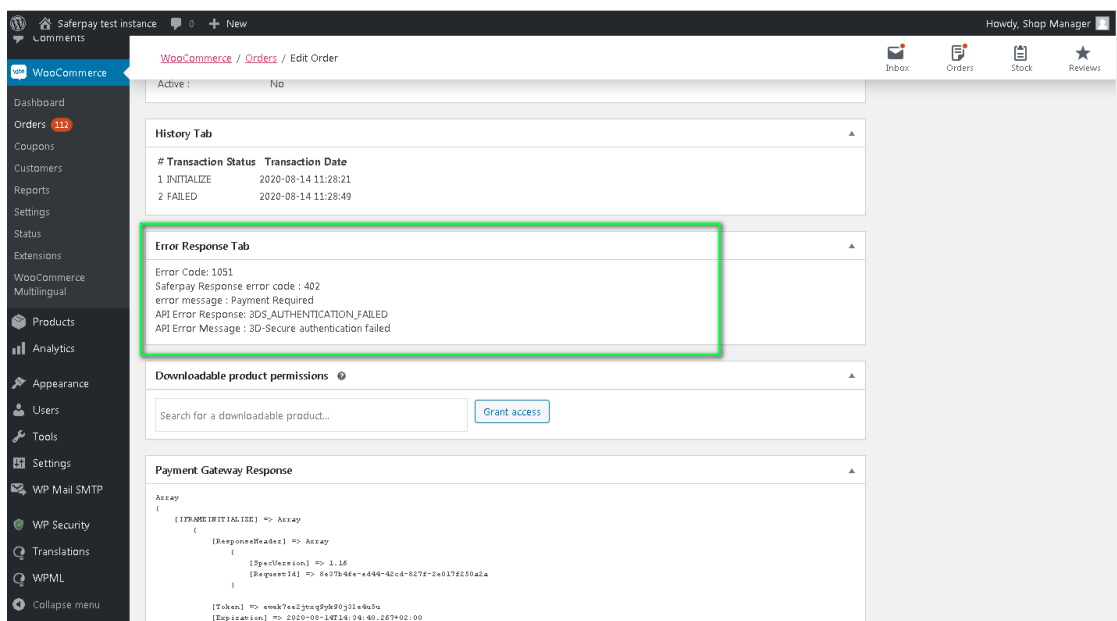 Saferpay test instance 0 + New Howdy, Shop Manager
Comments
WooCommerce
Dashboard
Orders 112
Coupons
Customers
Reports
Settings
Status
Extensions
WooCommerce
Multilingual
Products
Analytics
Appearance
Users
Tools
Settings
WP Mail SMTP
WP Security
Translations
WPML
Collapse menu
WooCommerce / Orders / Edit Order
Inbox Orders Stock Reviews
Active : No
History Tab
# Transaction Status Transaction Date
1 INITIALIZE 2020-08-14 11:28:21
2 FAILED 2020-08-14 11:28:49
Error Response Tab
Error Code: 1051
Saferpay Response error code : 402
error message : Payment Required
API Error Response: 3DS_AUTHENTICATION_FAILED
API Error Message : 3D-Secure authentication failed
Downloadable product permissions
Search for a downloadable product... Grant access
Payment Gateway Response
Array
(
[IFRAMEINITIALIZE] => Array
(
[ResponseHeader] => Array
(
[SpecVersion] => 1.16
[RequestId] => 8e37b4fe-ed44-42cd-827f-2e017f250a2a
)
[Token] => ewek7ee2jtxq9yk90j31e4u5u
[Expiration] => 2020-08-14T14:34:40.267+02:00